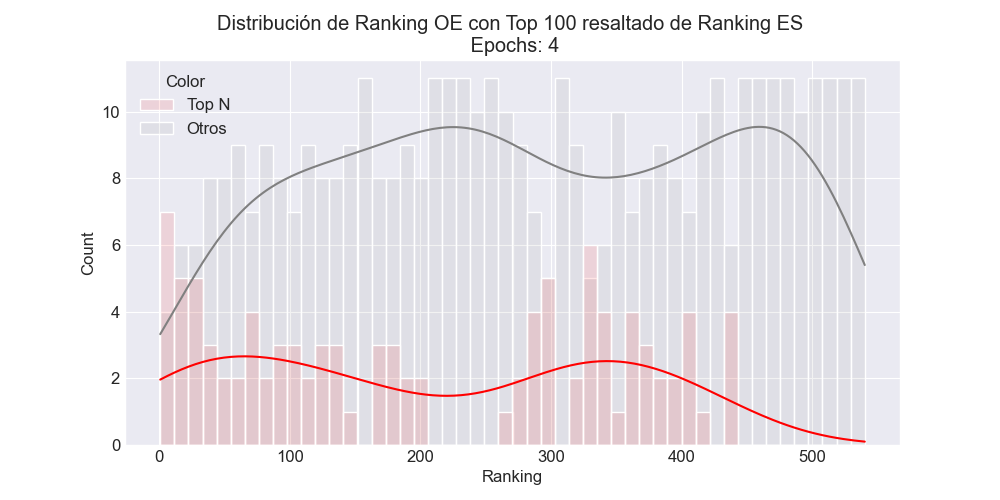 Distribución de Ranking OE con Top 100 resaltado de Ranking ES
Epochs: 4
Color
Top N
Otros
Count
10
8
6
4
2
0
0 100 200 300 400 500
Ranking